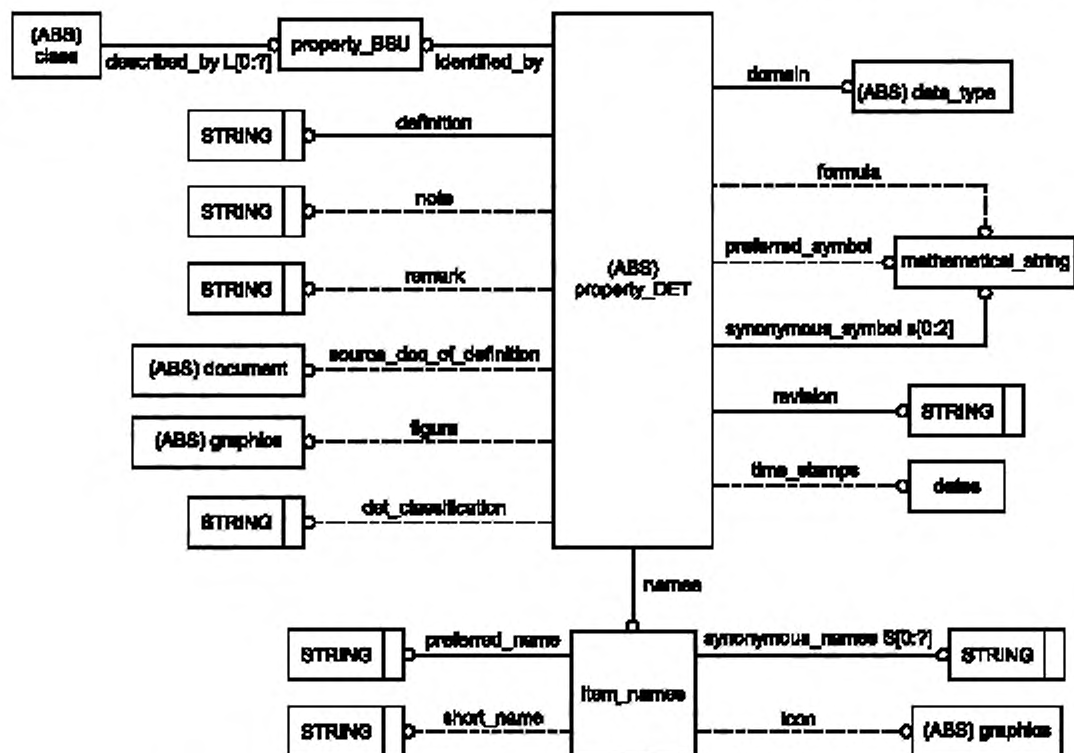 (ABS)
class
described_by L[0:?]
property_BSU
identified_by
domain
(ABS) data_type
STRING
definition
STRING
note
formula
preferred_symbol
mathematical_string
STRING
remark
(ABS)
property_DET
synonymous_symbol s[0:2]
(ABS) document
source_doc_of_definition
revision
STRING
(ABS) graphics
figure
time_stamps
dates
STRING
det_classification
names
STRING
preferred_name
item_names
synonymous_names S[0:?]
STRING
STRING
short_name
icon
(ABS) graphics